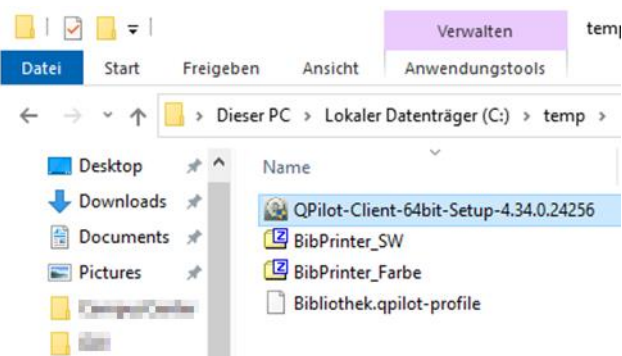 Verwalten temp
Datei Start Freigeben Ansicht Anwendungstools
Dieser PC > Lokaler Datenträger (C:) > temp >
Desktop Name
Downloads QPilot-Client-64bit-Setup-4.34.0.24256
Documents BibPrinter_SW
Pictures BibPrinter_Farbe
Bibliothek.qpilot-profile